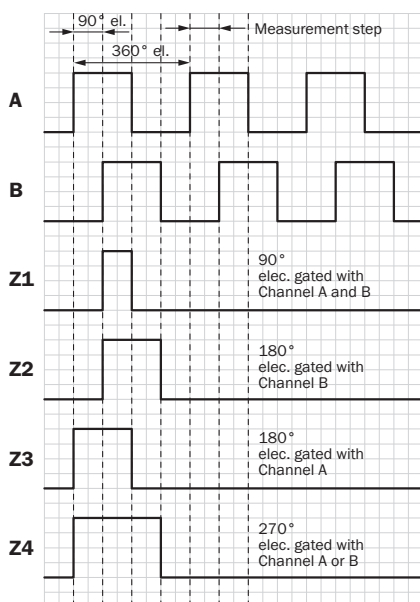 90° el.
Measurement step
360° el.
A
B
Z1
90°
elec. gated with
Channel A and B
Z2
180°
elec. gated with
Channel B
Z3
180°
elec. gated with
Channel A
Z4
270°
elec. gated with
Channel A or B